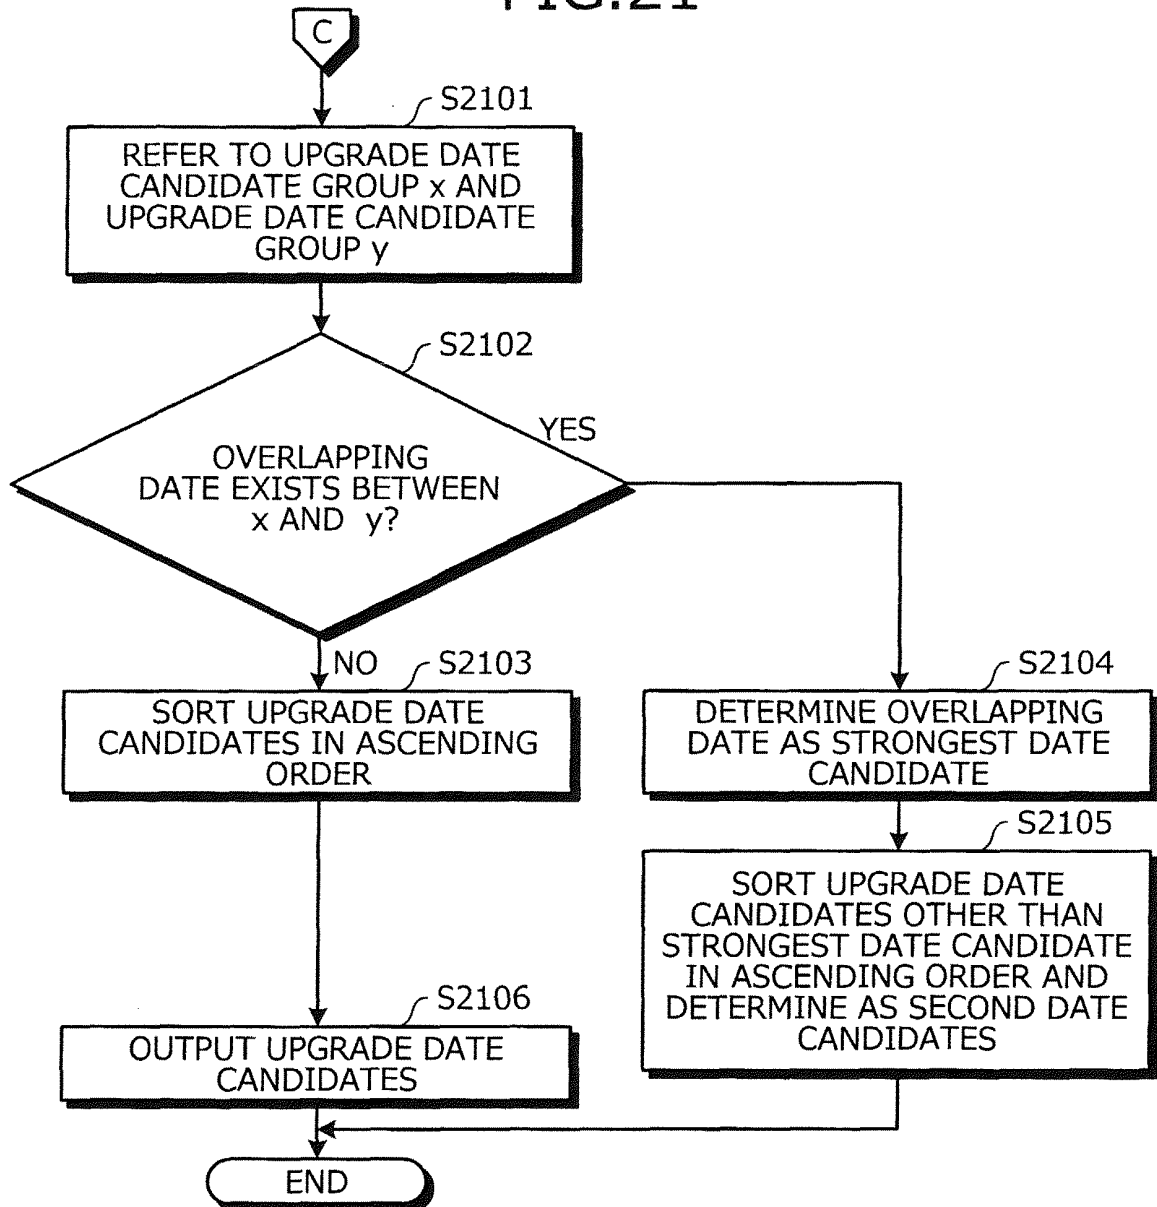 FIG.21
C
S2101
REFER TO UPGRADE DATE
CANDIDATE GROUP x AND
UPGRADE DATE CANDIDATE
GROUP y
S2102
YES
OVERLAPPING
DATE EXISTS BETWEEN
x AND y?
NO
S2103
SORT UPGRADE DATE
CANDIDATES IN ASCENDING
ORDER
S2104
DETERMINE OVERLAPPING
DATE AS STRONGEST DATE
CANDIDATE
S2105
SORT UPGRADE DATE
CANDIDATES OTHER THAN
STRONGEST DATE CANDIDATE
IN ASCENDING ORDER AND
DETERMINE AS SECOND DATE
CANDIDATES
S2106
OUTPUT UPGRADE DATE
CANDIDATES
END